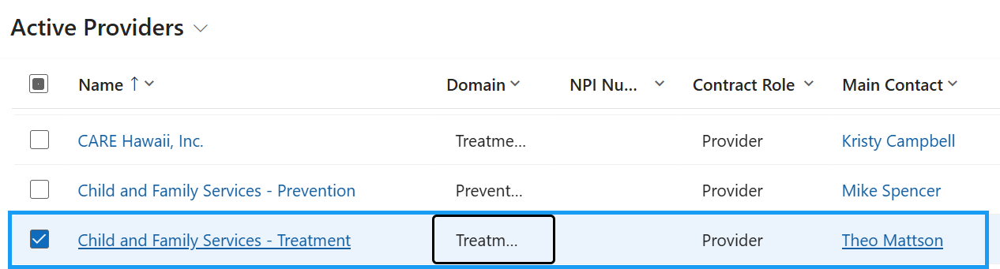 Active Providers
Name Domain NPI Nu... Contract Role Main Contact
CARE Hawaii, Inc. Treatme... Provider Kristy Campbell
Child and Family Services - Prevention Prevent... Provider Mike Spencer
Child and Family Services - Treatment Treatm... Provider Theo Mattson